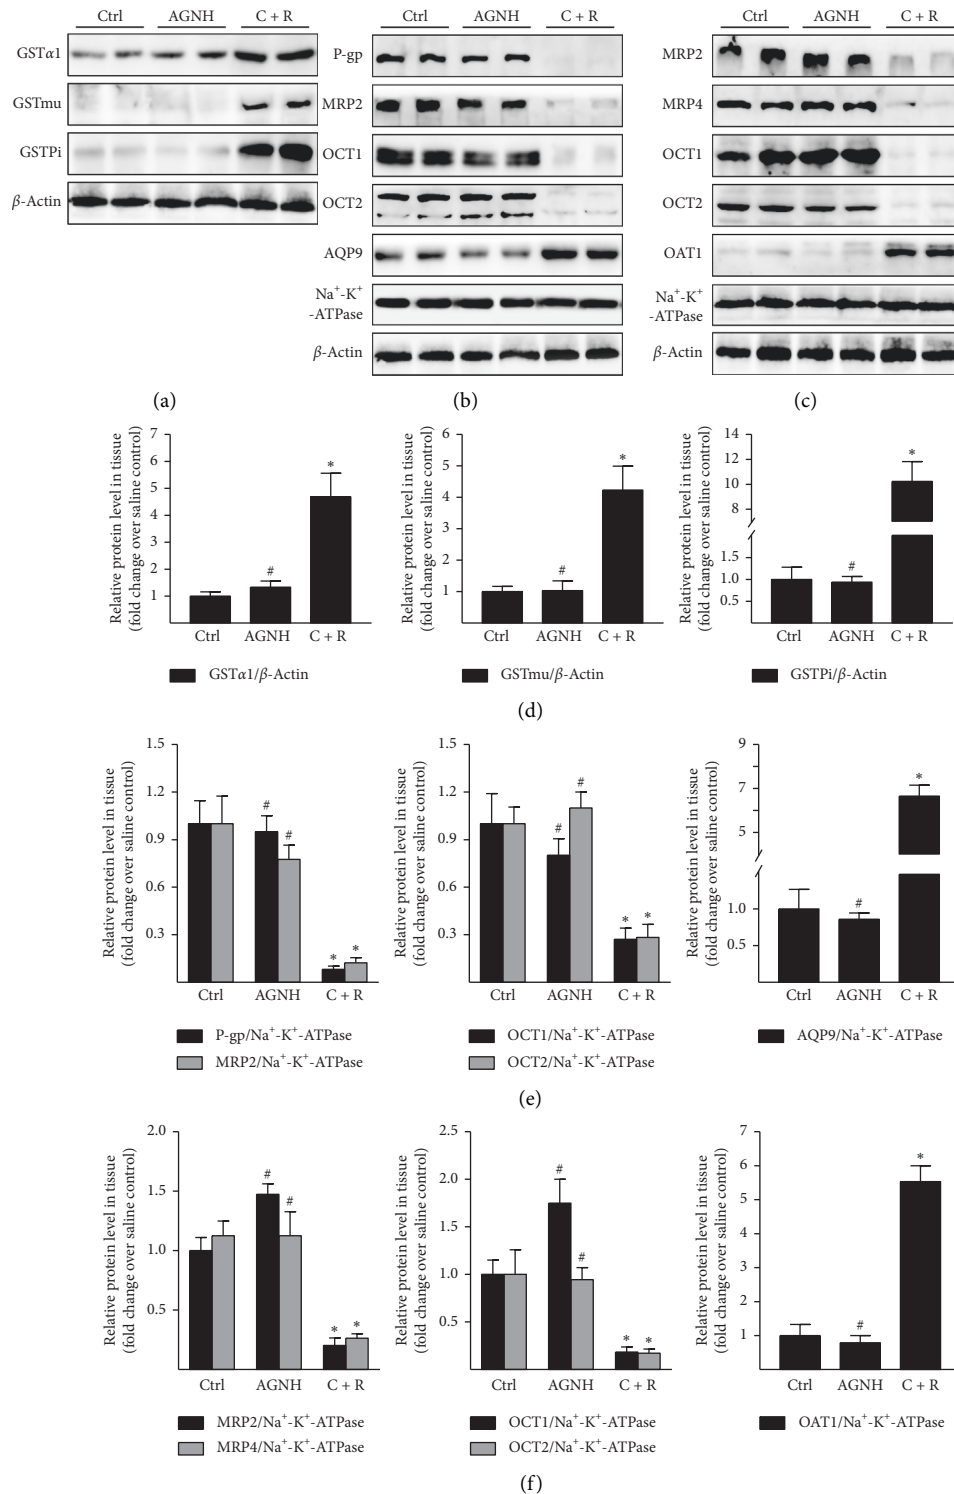 Ctrl AGNH C + R
GSTα1
GSTmu
GSTPi
β-Actin
(a)
Ctrl AGNH C + R
P-gp
MRP2
OCT1
OCT2
AQP9
Na⁺-K⁺
-ATPase
β-Actin
(b)
Ctrl AGNH C + R
MRP2
MRP4
OCT1
OCT2
OAT1
Na⁺-K⁺
-ATPase
β-Actin
(c)
Relative protein level in tissue
(fold change over saline control)
7
6
5
4
3
2
1
#
*
Ctrl AGNH C + R
GSTα1/β-Actin
Relative protein level in tissue
(fold change over saline control)
6
5
4
3
2
1
#
*
Ctrl AGNH C + R
GSTmu/β-Actin
Relative protein level in tissue
(fold change over saline control)
14
12
10
8
1.5
1.0
0.5
#
*
Ctrl AGNH C + R
GSTPi/β-Actin
(d)
Relative protein level in tissue
(fold change over saline control)
1.5
1.2
0.9
0.6
0.3
# #
* *
Ctrl AGNH C + R
P-gp/Na⁺-K⁺-ATPase
MRP2/Na⁺-K⁺-ATPase
Relative protein level in tissue
(fold change over saline control)
1.5
1.2
0.9
0.6
0.3
# #
* *
Ctrl AGNH C + R
OCT1/Na⁺-K⁺-ATPase
OCT2/Na⁺-K⁺-ATPase
Relative protein level in tissue
(fold change over saline control)
9
7
6
1.0
0.5
#
*
Ctrl AGNH C + R
AQP9/Na⁺-K⁺-ATPase
(e)
Relative protein level in tissue
(fold change over saline control)
2.0
1.5
1.0
0.5
# #
* *
Ctrl AGNH C + R
MRP2/Na⁺-K⁺-ATPase
MRP4/Na⁺-K⁺-ATPase
Relative protein level in tissue
(fold change over saline control)
2.5
2.0
1.5
1.0
0.5
# #
* *
Ctrl AGNH C + R
OCT1/Na⁺-K⁺-ATPase
OCT2/Na⁺-K⁺-ATPase
Relative protein level in tissue
(fold change over saline control)
7
6
5
4
3
2
1
#
*
Ctrl AGNH C + R
OAT1/Na⁺-K⁺-ATPase
(f)